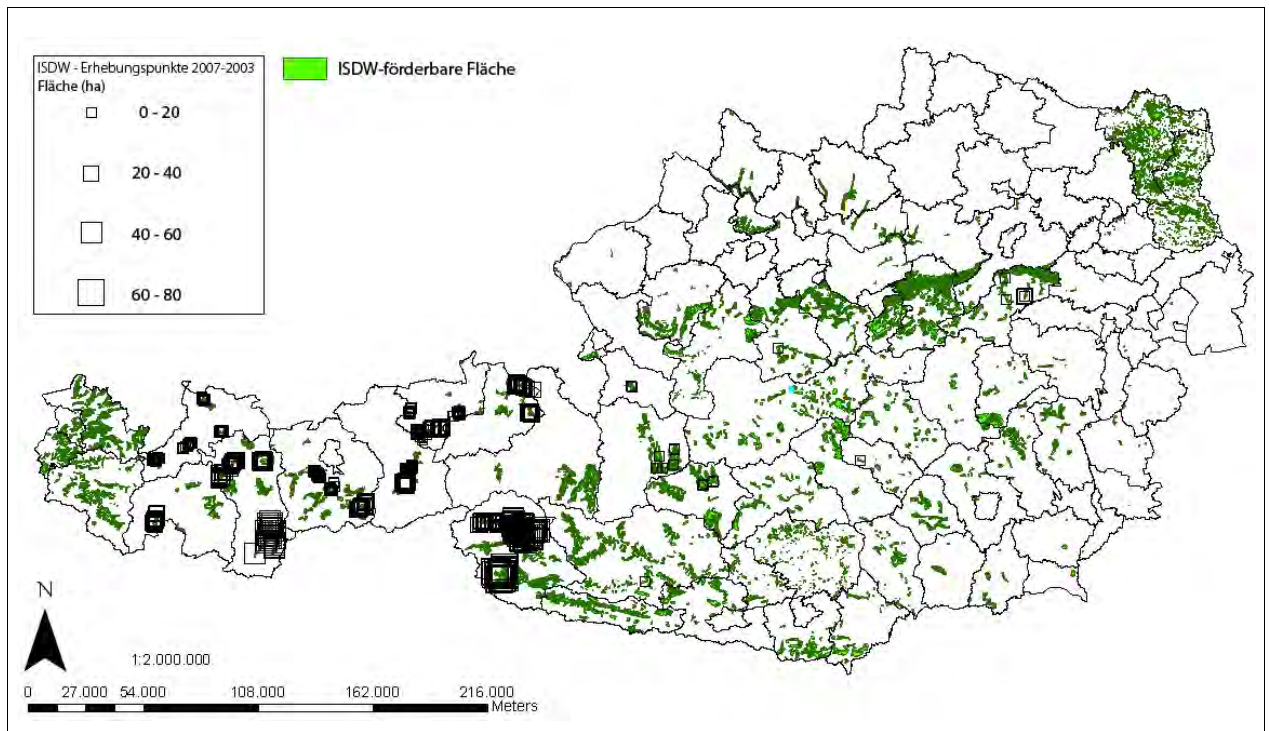 ISDW - Erhebungspunkte 2007-2003
Fläche (ha)
0 - 20
20 - 40
40 - 60
60 - 80
ISDW-förderbare Fläche
N
1:2.000.000
0 27.000 54.000 108.000 162.000 216.000
Meters